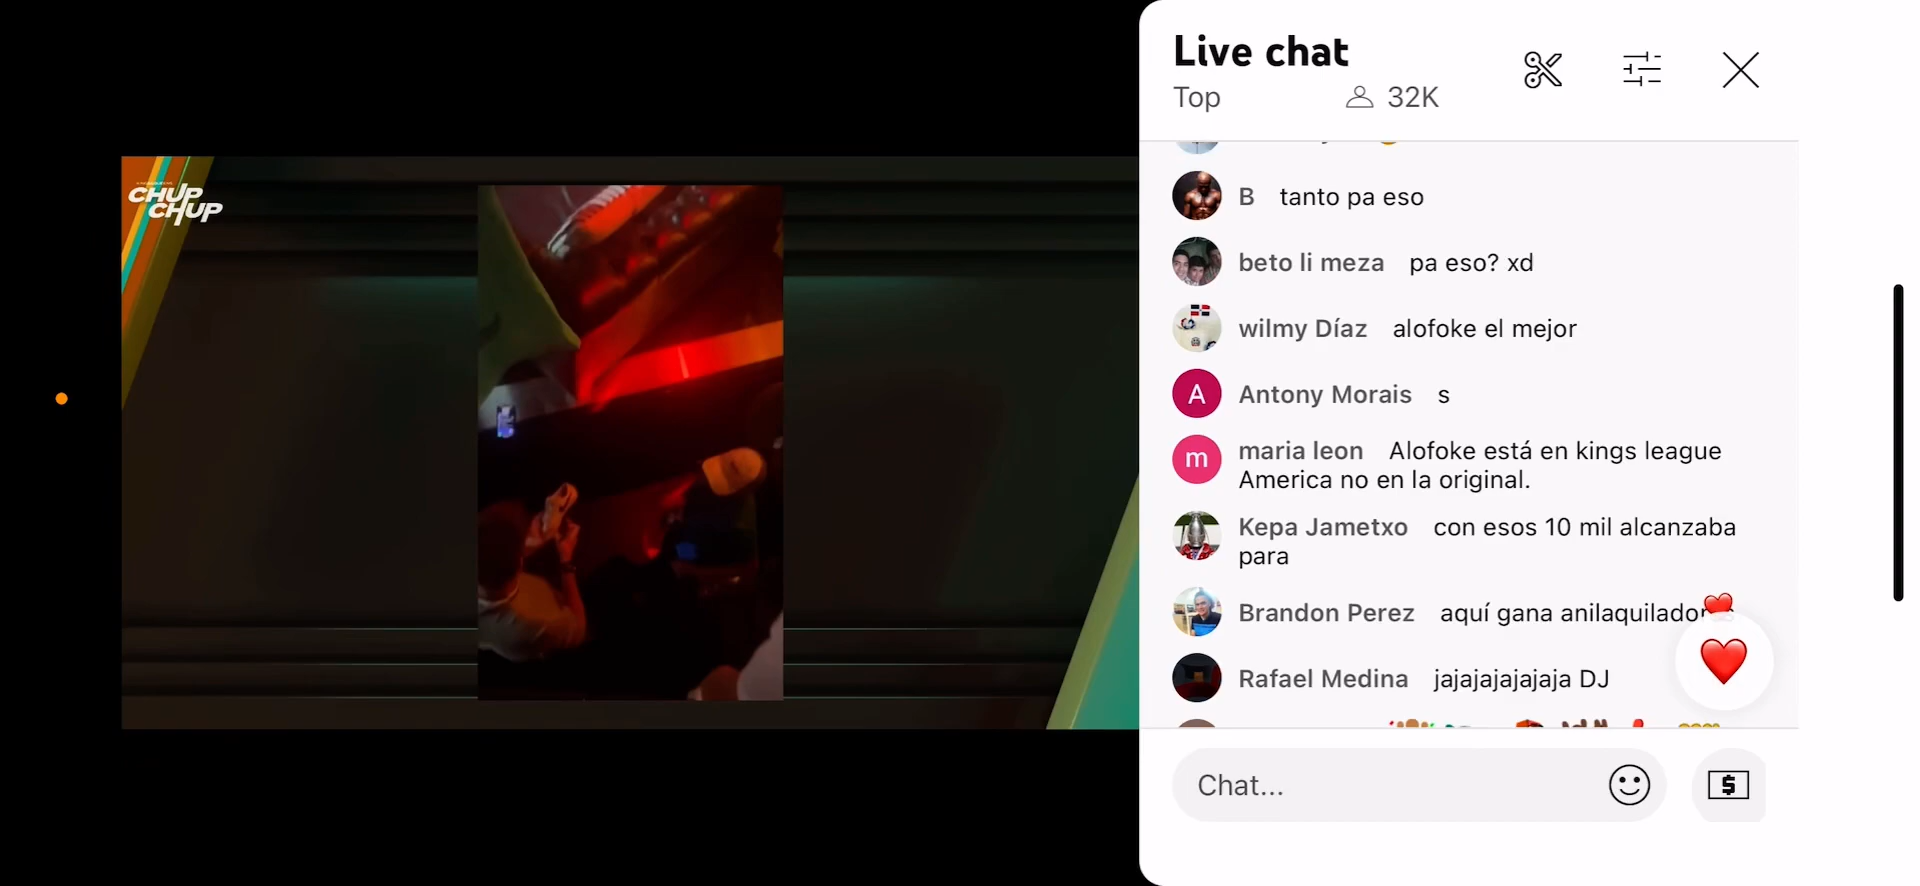 CHUP
CHUP
Live chat
Top
32K
B tanto pa eso
beto li meza pa eso? xd
wilmy Díaz alofoke el mejor
A
Antony Morais s
m
maria leon Alofoke está en kings league
America no en la original.
Kepa Jametxo con esos 10 mil alcanzaba
para
Brandon Perez aquí gana anilaquiladores
Rafael Medina jajajajajajaja DJ
Chat...
$